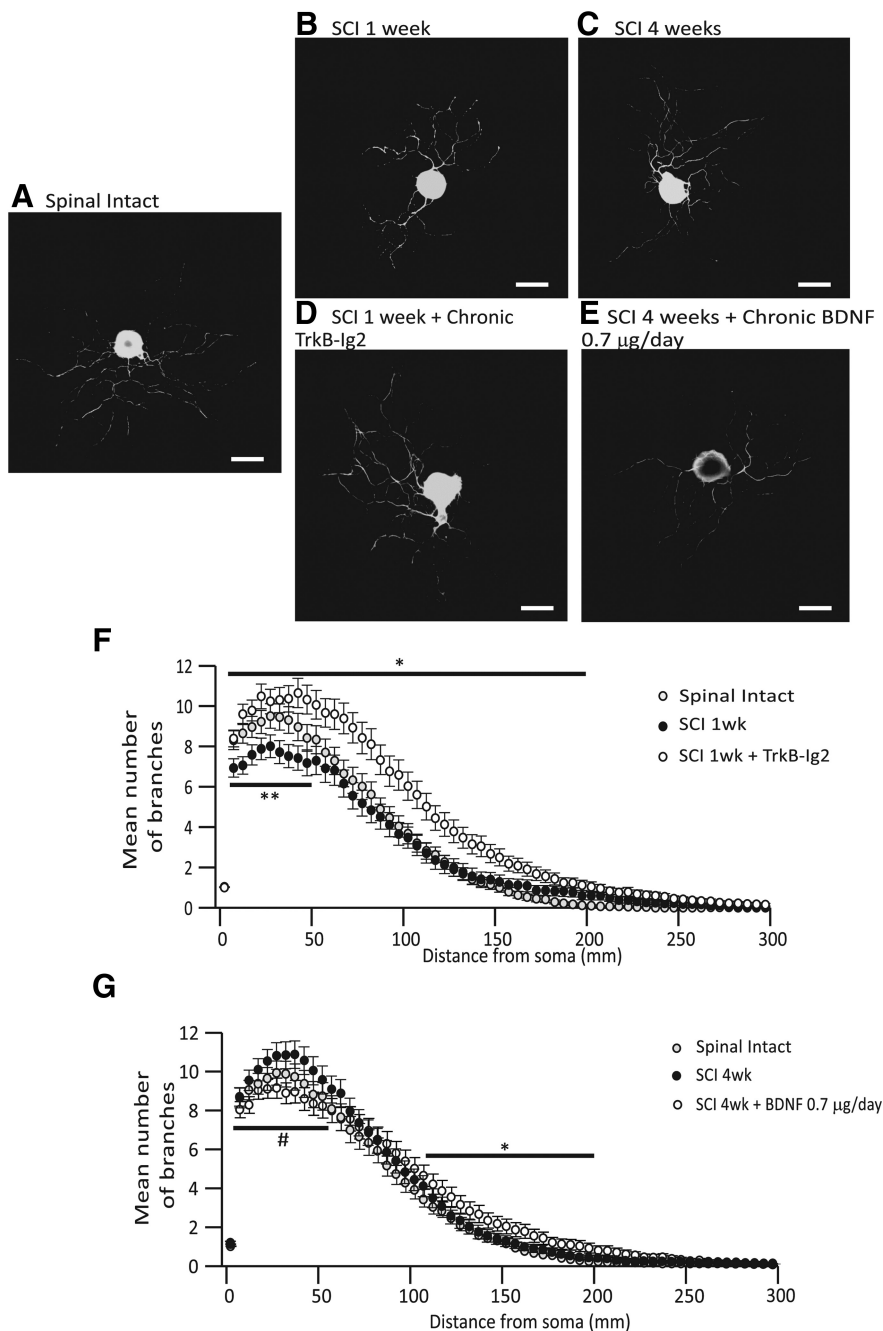 B SCI 1 week
C SCI 4 weeks
A Spinal Intact
D SCI 1 week + Chronic
TrkB-Ig2
E SCI 4 weeks + Chronic BDNF
0.7 µg/day
F
Mean number
of branches
12
10
8
6
4
2
0
*
**
0 50 100 150 200 250 300
Distance from soma (mm)
Spinal Intact
SCI 1wk
SCI 1wk + TrkB-Ig2
G
Mean number
of branches
12
10
8
6
4
2
0
#
*
0 50 100 150 200 250 300
Distance from soma (mm)
Spinal Intact
SCI 4wk
SCI 4wk + BDNF 0.7 µg/day